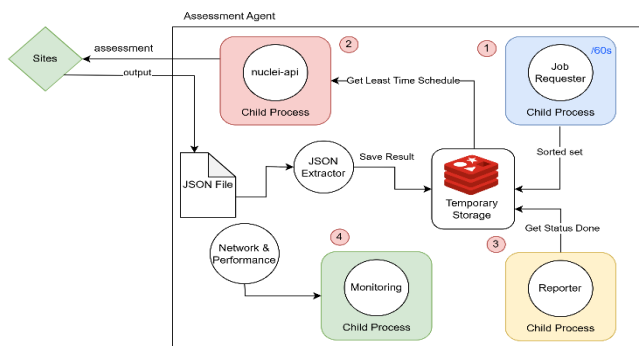 Assessment Agent
2
1
/60s
Sites
assessment
output
nuclei-api
Child Process
Job
Requester
Child Process
Get Least Time Schedule
Sorted set
JSON File
JSON
Extractor
Save Result
Temporary
Storage
Get Status Done
3
4
Network &
Performance
Monitoring
Child Process
Reporter
Child Process